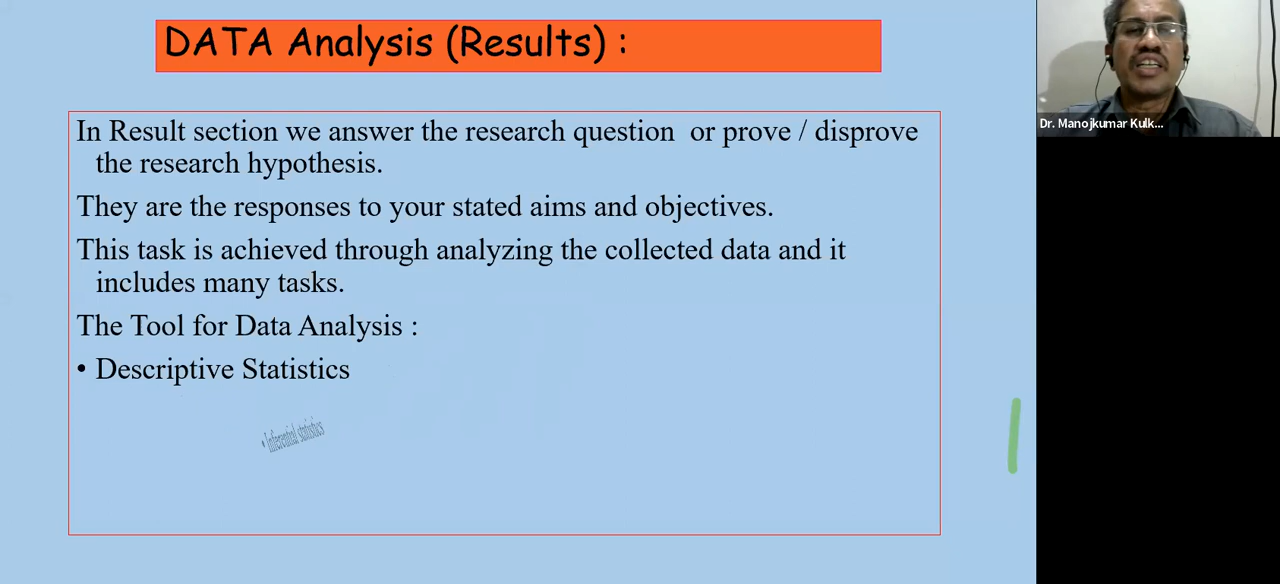 DATA Analysis (Results) :
In Result section we answer the research question or prove / disprove
the research hypothesis.
They are the responses to your stated aims and objectives.
This task is achieved through analyzing the collected data and it
includes many tasks.
The Tool for Data Analysis :
• Descriptive Statistics
• Inferential statistics
Dr. Manojkumar Kulk...